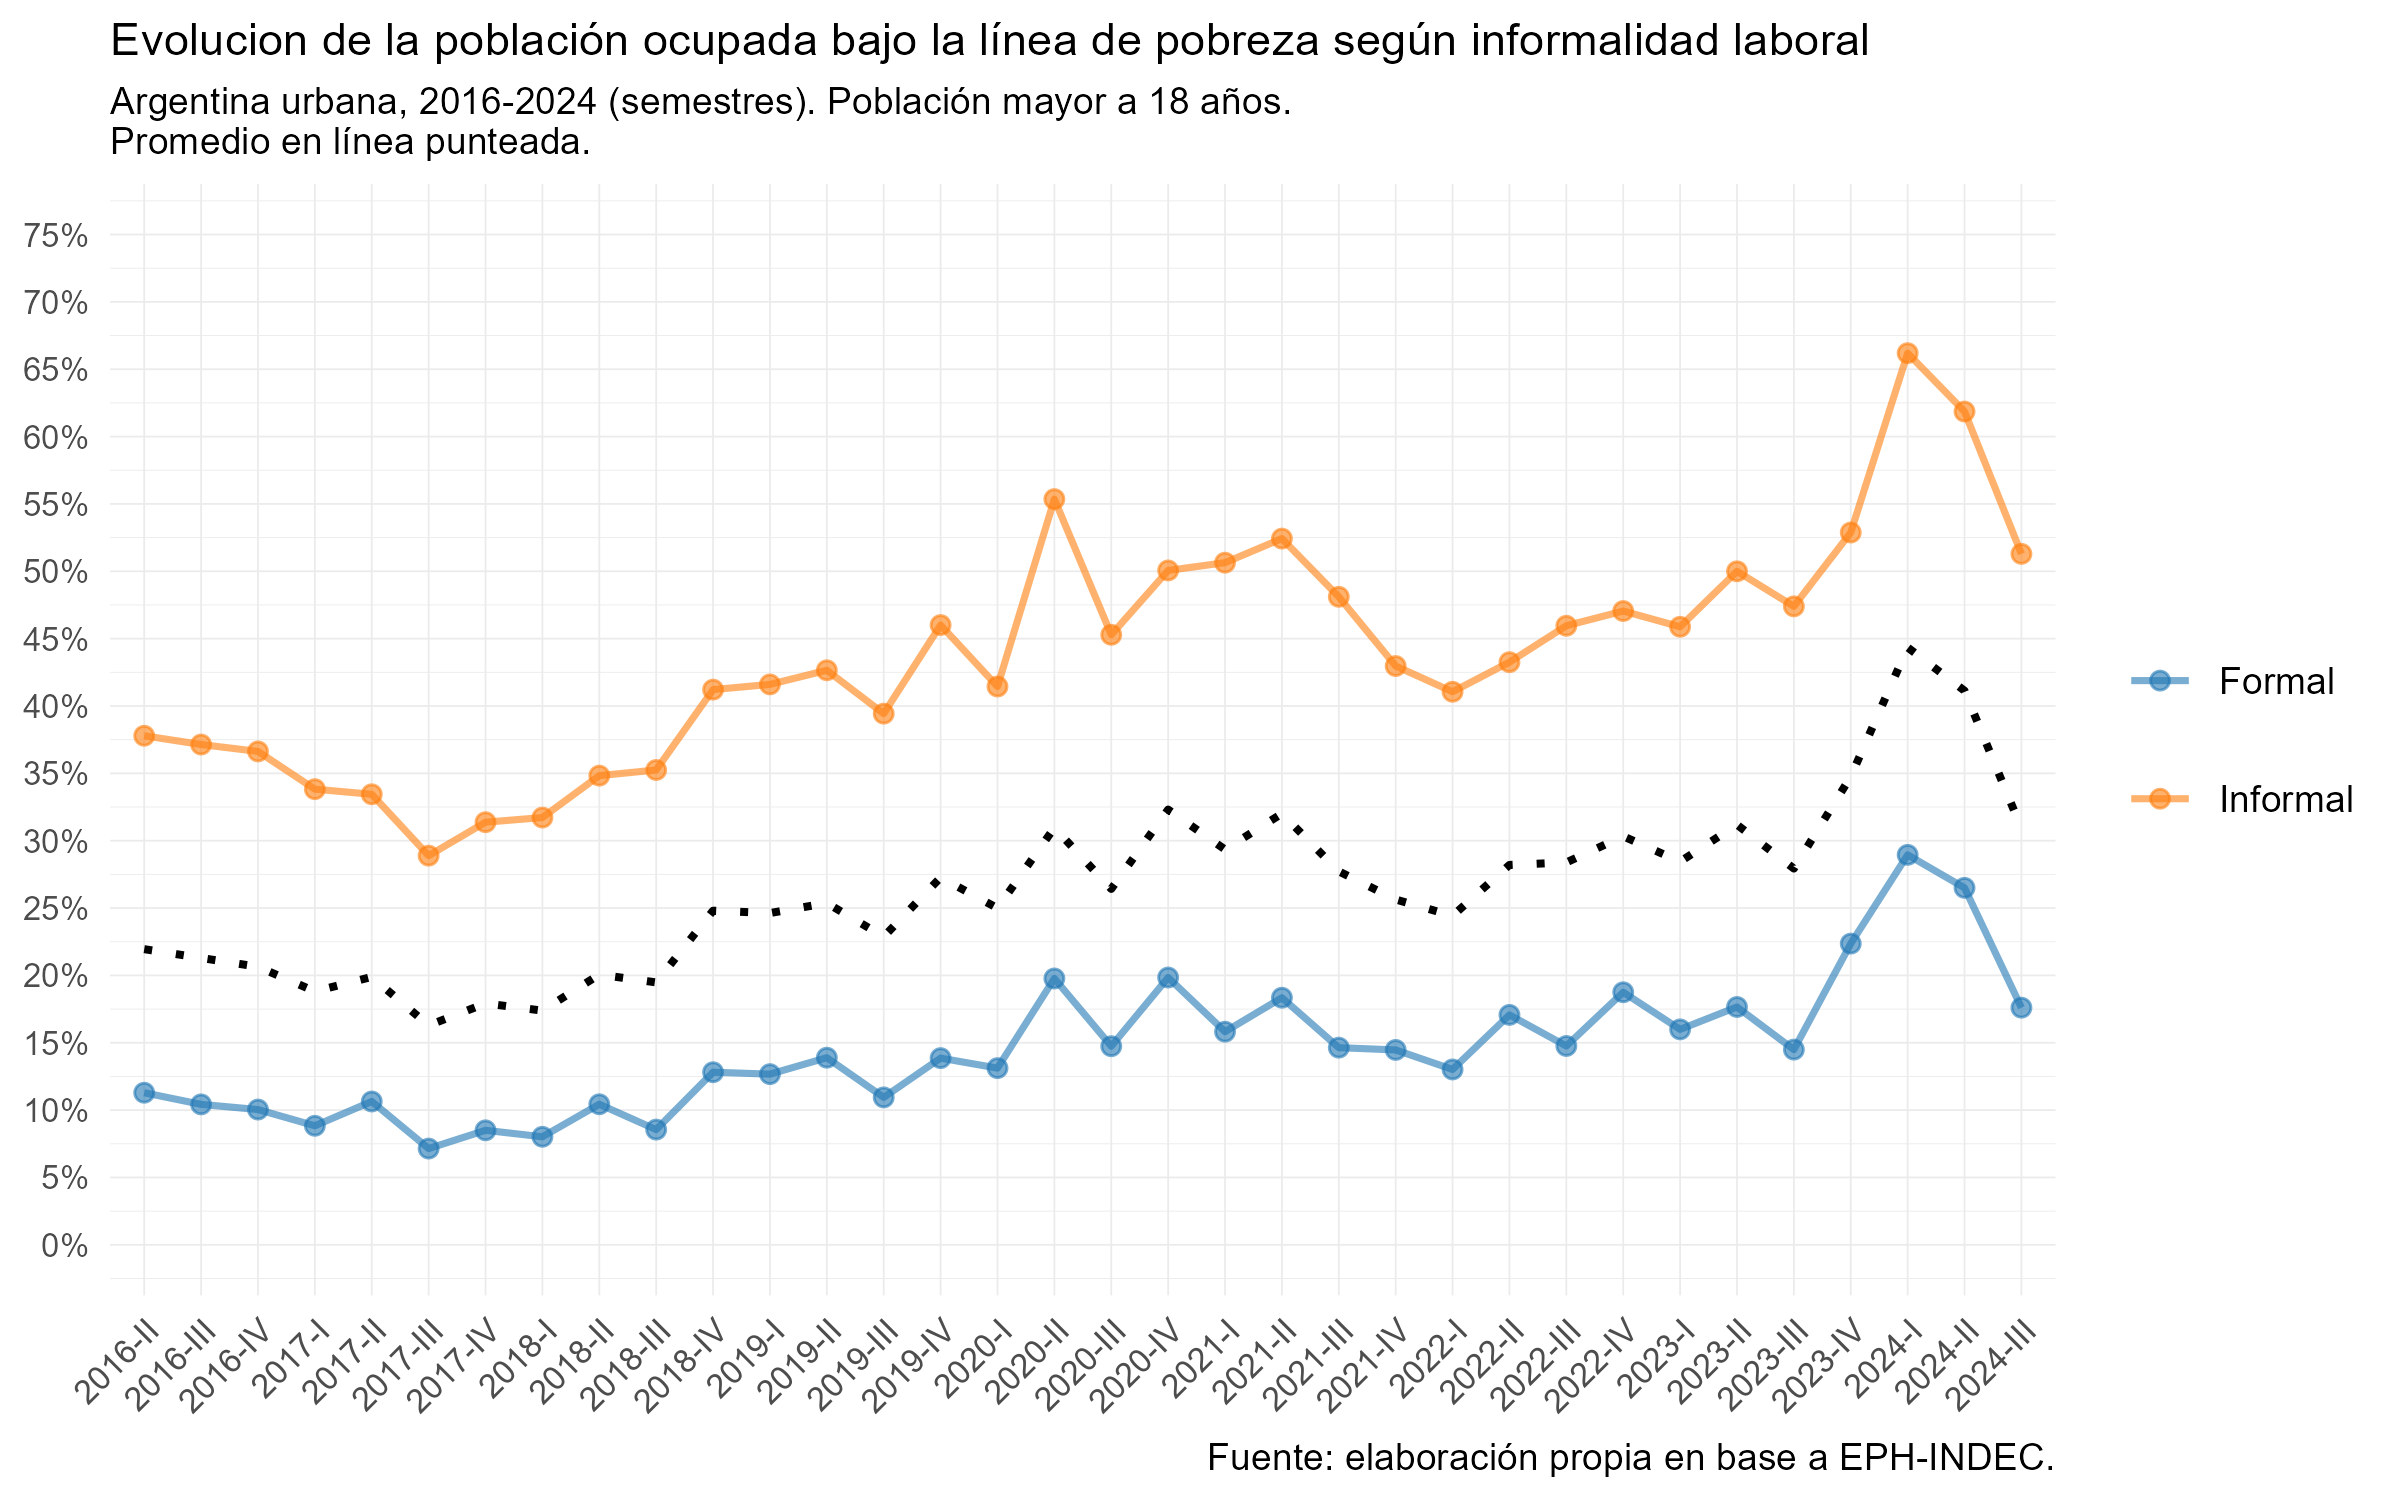 Evolucion de la población ocupada bajo la línea de pobreza según informalidad laboral
Argentina urbana, 2016-2024 (semestres). Población mayor a 18 años.
Promedio en línea punteada.
75%
70%
65%
60%
55%
50%
45%
40%
35%
30%
25%
20%
15%
10%
5%
0%
Formal
Informal
2016-II
2016-III
2016-IV
2017-I
2017-II
2017-III
2017-IV
2018-I
2018-II
2018-III
2018-IV
2019-I
2019-II
2019-III
2019-IV
2020-I
2020-II
2020-III
2020-IV
2021-I
2021-II
2021-III
2021-IV
2022-I
2022-II
2022-III
2022-IV
2023-I
2023-II
2023-III
2023-IV
2024-I
2024-II
2024-III
Fuente: elaboración propia en base a EPH-INDEC.